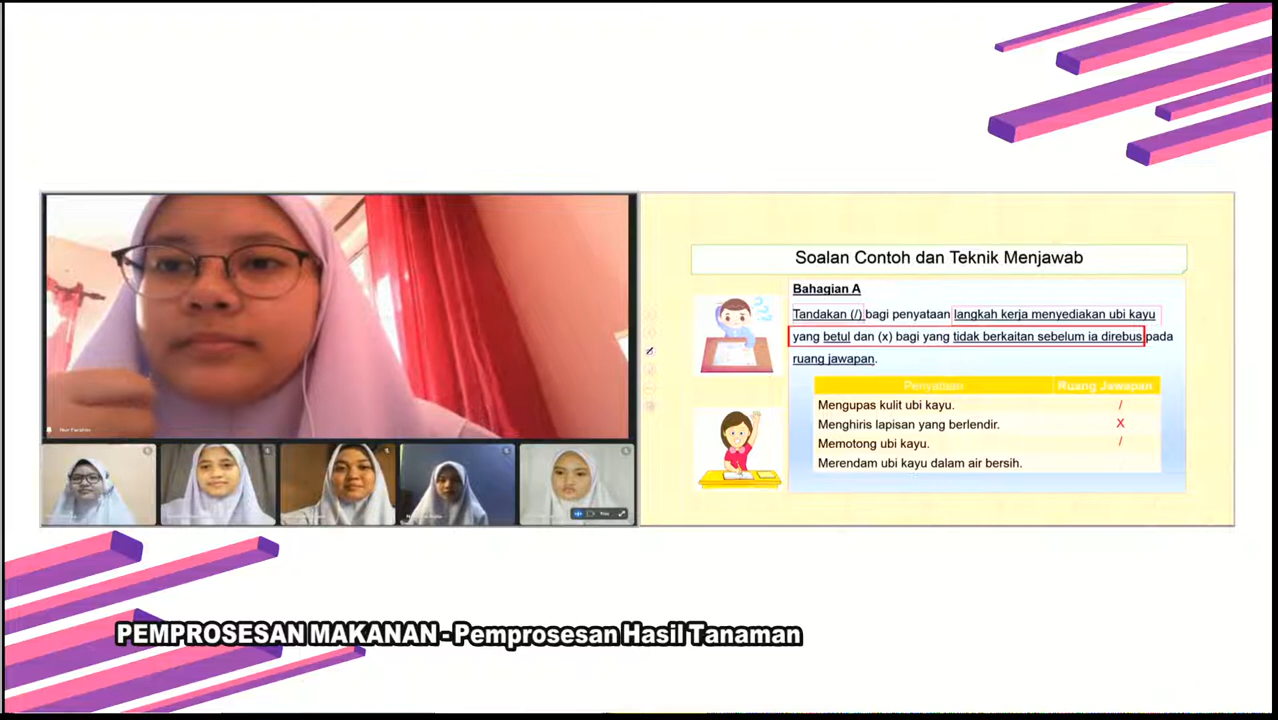 Soalan Contoh dan Teknik Menjawab
Bahagian A
Tandakan (/) bagi penyataan langkah kerja menyediakan ubi kayu
yang betul dan (x) bagi yang tidak berkaitan sebelum ia direbus pada
ruang jawapan.
Penyataan Ruang Jawapan
Mengupas kulit ubi kayu. /
Menghiris lapisan yang berlendir. X
Memotong ubi kayu. /
Merendam ubi kayu dalam air bersih.
You
PEMPROSESAN MAKANAN - Pemprosesan Hasil Tanaman